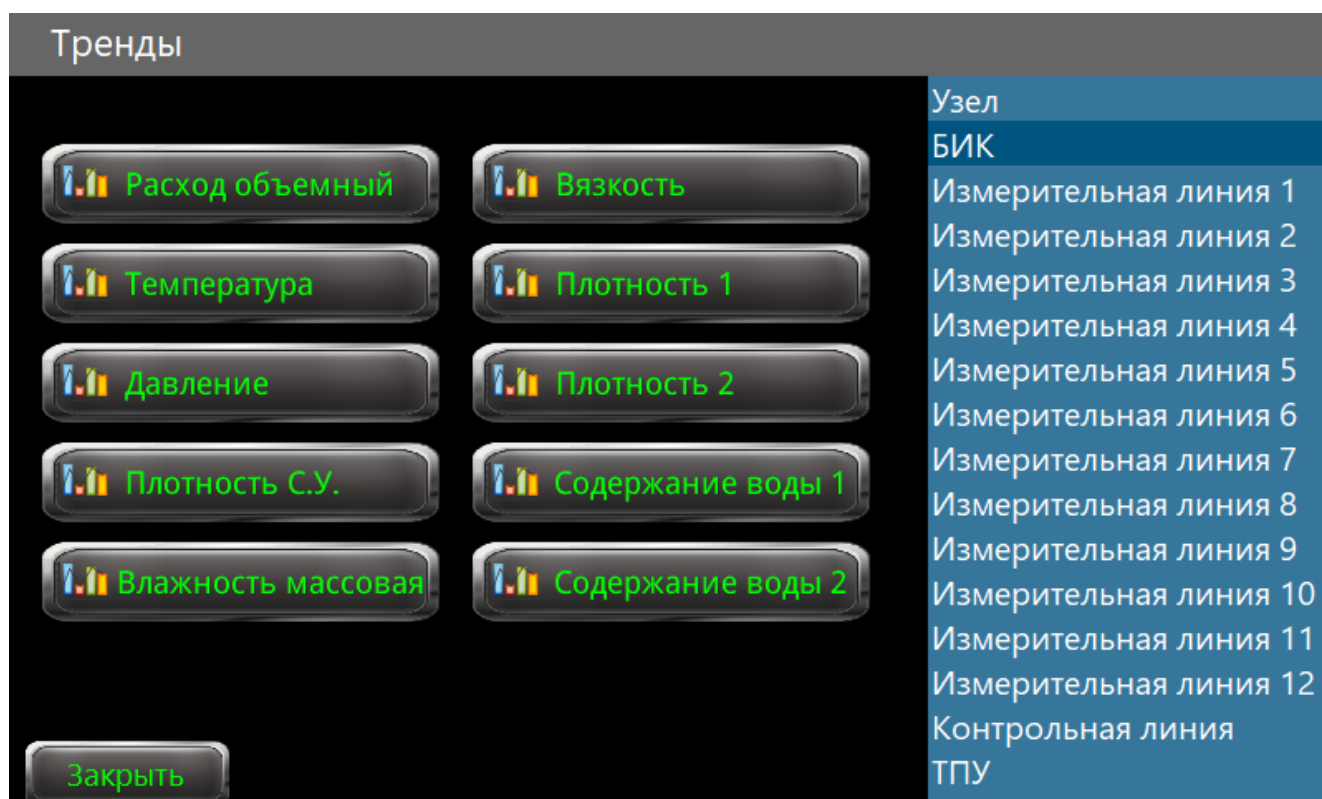 Тренды
Расход объемный
Вязкость
Температура
Плотность 1
Давление
Плотность 2
Плотность С.У.
Содержание воды 1
Влажность массовая
Содержание воды 2
Закрыть
Узел
БИК
Измерительная линия 1
Измерительная линия 2
Измерительная линия 3
Измерительная линия 4
Измерительная линия 5
Измерительная линия 6
Измерительная линия 7
Измерительная линия 8
Измерительная линия 9
Измерительная линия 10
Измерительная линия 11
Измерительная линия 12
Контрольная линия
ТПУ